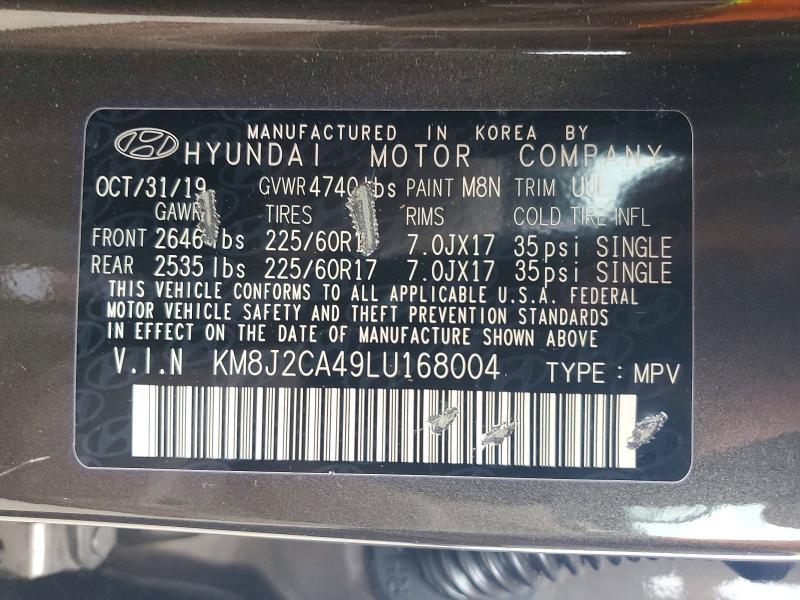 MANUFACTURED IN KOREA BY
HYUNDAI MOTOR COMPANY
OCT/31/19 GVWR 4740 lbs PAINT M8N TRIM
GAWR TIRES RIMS COLD TIRE INFL
FRONT 2646 lbs 225/60R17 7.0JX17 35psi SINGLE
REAR 2535 lbs 225/60R17 7.0JX17 35psi SINGLE
THIS VEHICLE CONFORMS TO ALL APPLICABLE U.S.A. FEDERAL
MOTOR VEHICLE SAFETY AND THEFT PREVENTION STANDARDS
IN EFFECT ON THE DATE OF MANUFACTURE SHOWN ABOVE
V.I.N KM8J2CA49LU168004 TYPE : MPV